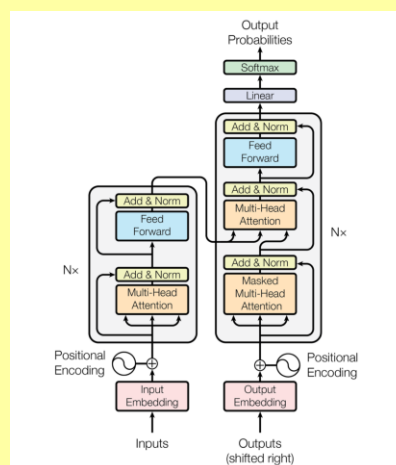 Output
Probabilities
Softmax
Linear
Add & Norm
Feed
Forward
Add & Norm
Multi-Head
Attention
Add & Norm
Masked
Multi-Head
Attention
Nx
Add & Norm
Feed
Forward
Nx
Add & Norm
Multi-Head
Attention
Positional
Encoding
Positional
Encoding
Input
Embedding
Output
Embedding
Inputs
Outputs
(shifted right)